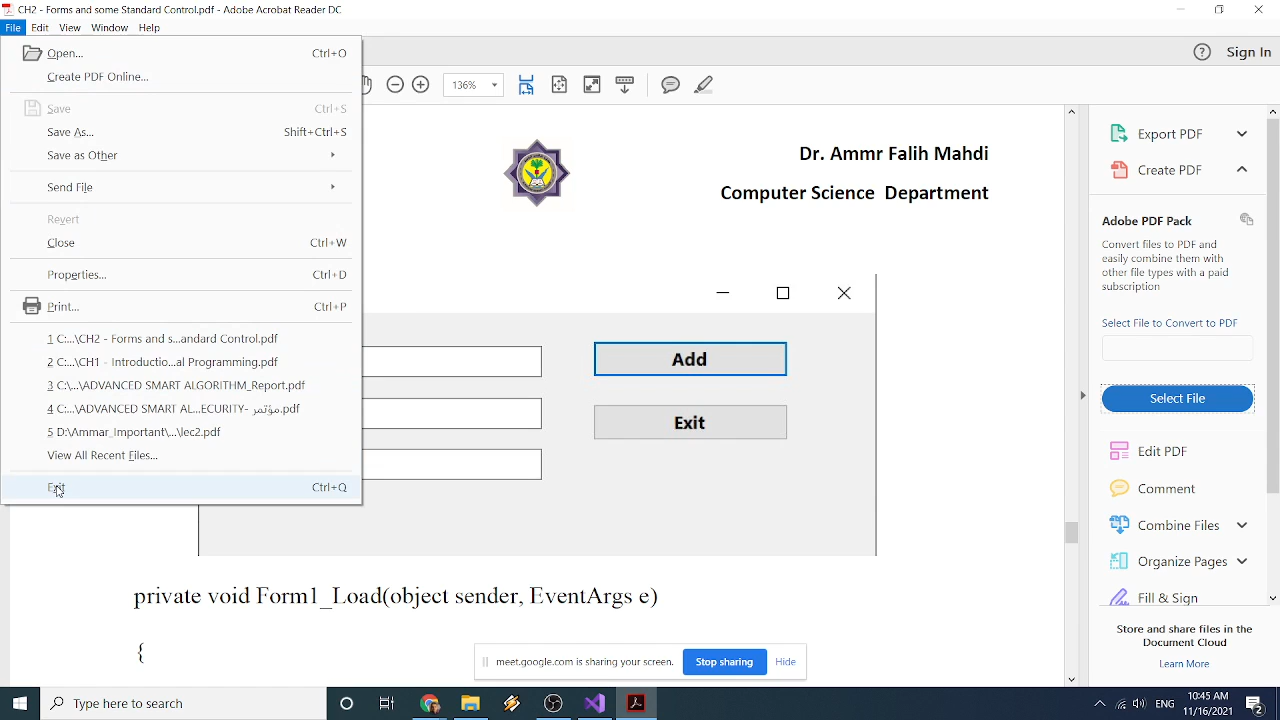 CH2 - Forms and some Standard Control.pdf - Adobe Acrobat Reader DC
File Edit View Window Help
Sign In
Open... Ctrl+O
Create PDF Online...
Save Ctrl+S
Save As... Shift+Ctrl+S
Save as Other
Send File
Revert
Close Ctrl+W
Properties... Ctrl+D
Print... Ctrl+P
1 C:...\CH2 - Forms and s...andard Control.pdf
2 C:...\CH1 - Introductio...al Programming.pdf
3 C:\...\ADVANCED SMART ALGORITHM_Report.pdf
4 C:...\ADVANCED SMART AL...ECURITY- مؤتمر.pdf
5 D:\Ammar_Important\...\lec2.pdf
View All Recent Files...
Exit Ctrl+Q
136%
Dr. Ammr Falih Mahdi
Computer Science Department
Add
Exit
private void Form1_Load(object sender, EventArgs e)
{
Export PDF
Create PDF
Adobe PDF Pack
Convert files to PDF and
easily combine them with
other file types with a paid
subscription
Select File to Convert to PDF
Select File
Edit PDF
Comment
Combine Files
Organize Pages
Fill & Sign
Store and share files in the
Document Cloud
Learn More
meet.google.com is sharing your screen. Stop sharing Hide
Type here to search
10:45 AM
11/16/2021
2